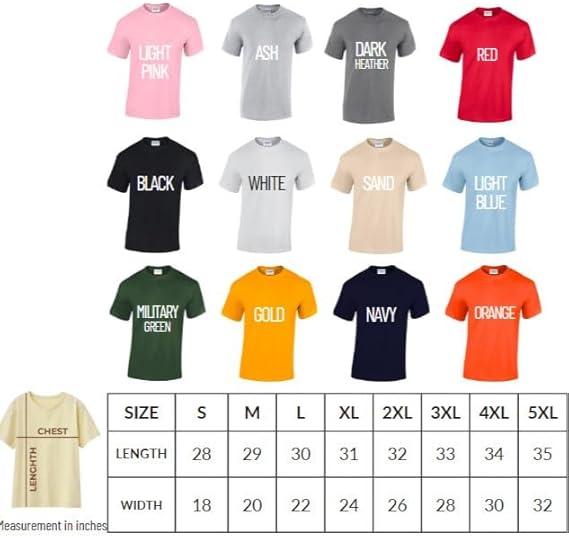 LIGHT
PINK
ASH
DARK
HEATHER
RED
BLACK
WHITE
SAND
LIGHT
BLUE
MILITARY
GREEN
GOLD
NAVY
ORANGE
CHEST
LENGHTH
Measurement in inches
SIZE S M L XL 2XL 3XL 4XL 5XL
LENGTH 28 29 30 31 32 33 34 35
WIDTH 18 20 22 24 26 28 30 32